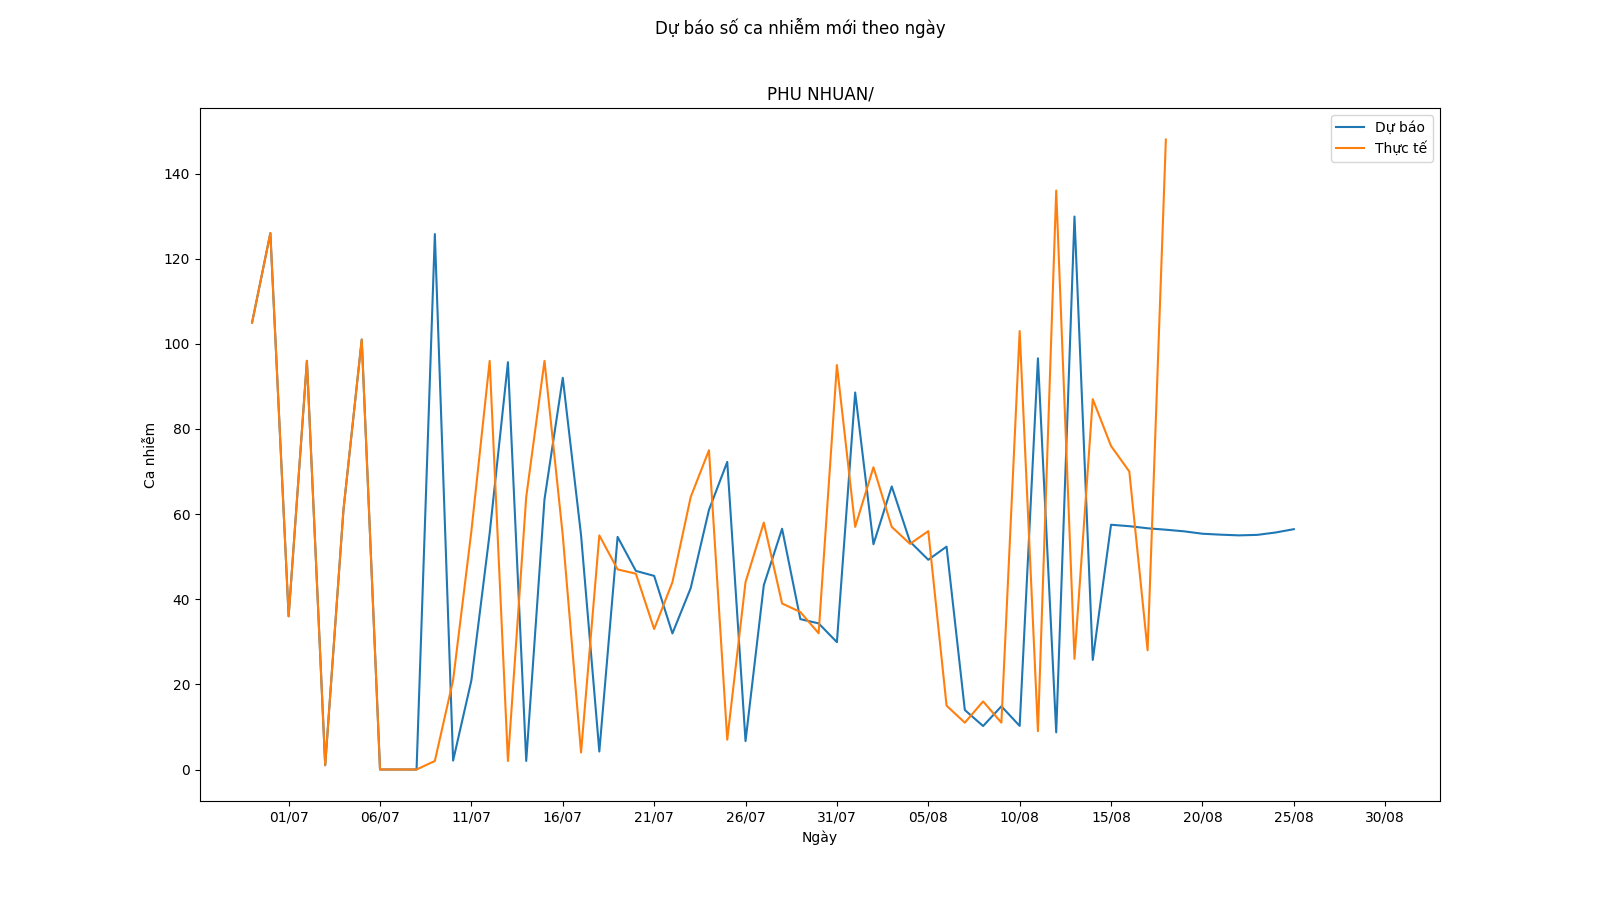 Dự báo số ca nhiễm mới theo ngày
PHU NHUAN/
Dự báo
Thực tế
140
120
100
80
60
40
20
0
Ca nhiễm
01/07 06/07 11/07 16/07 21/07 26/07 31/07 05/08 10/08 15/08 20/08 25/08 30/08
Ngày